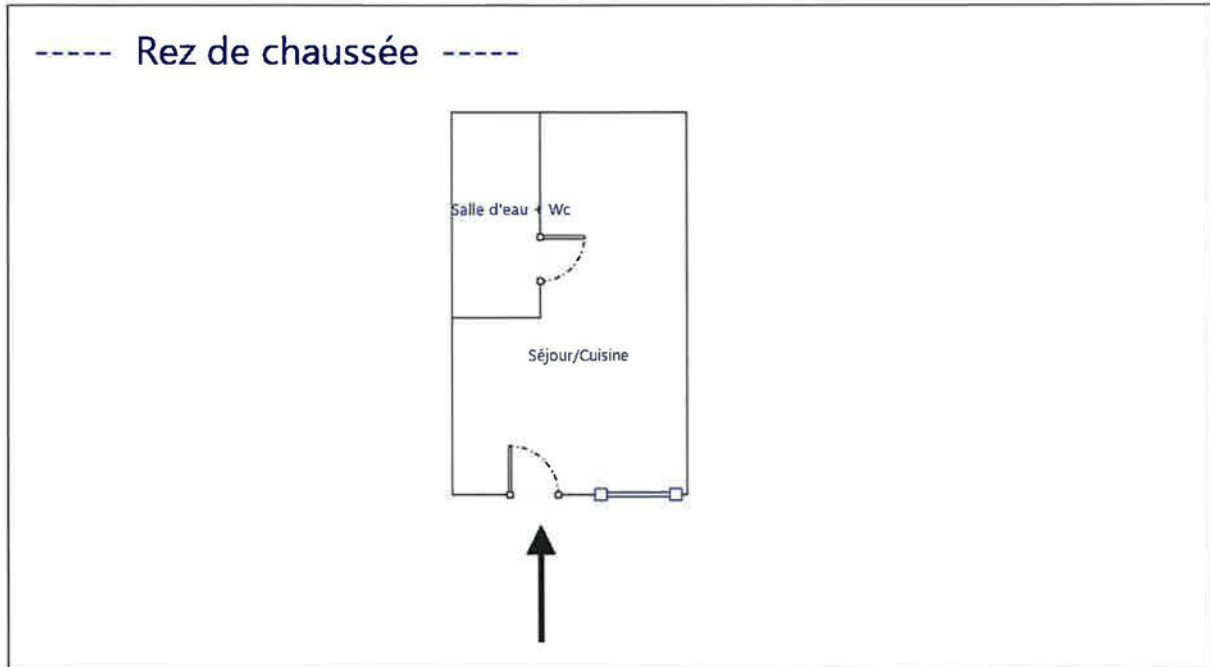 ----- Rez de chaussée -----
Salle d'eau + Wc
Séjour/Cuisine